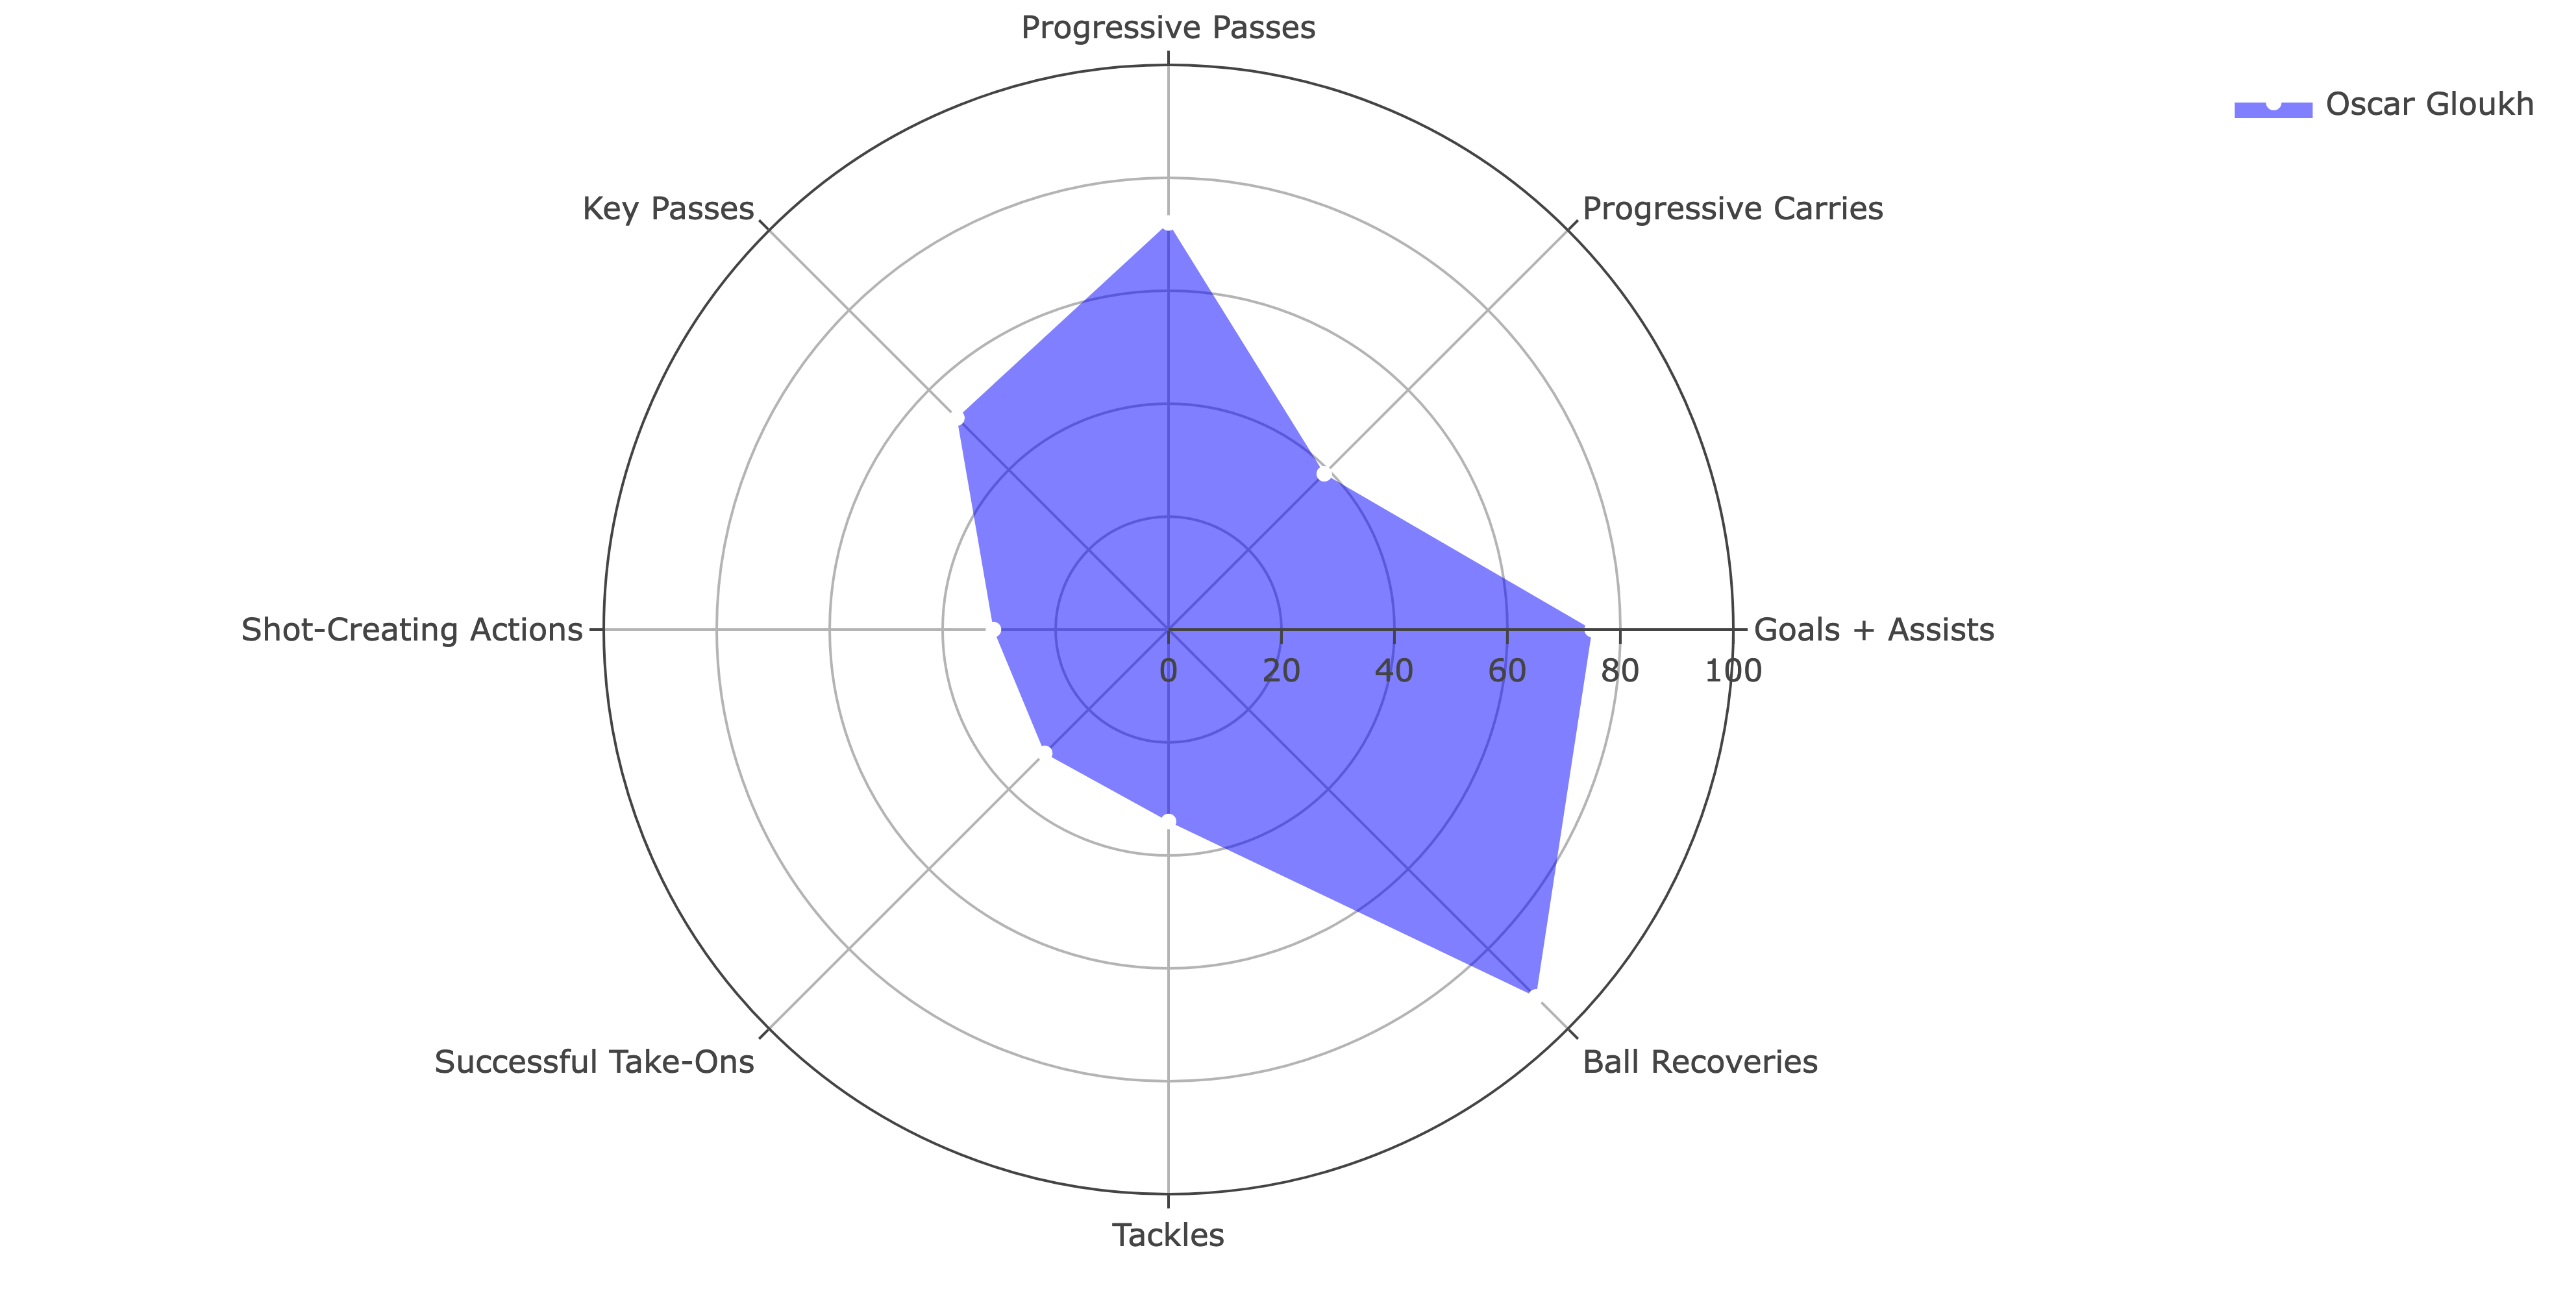 Progressive Passes
Oscar Gloukh
Key Passes
Progressive Carries
Shot-Creating Actions
Goals + Assists
0 20 40 60 80 100
Successful Take-Ons
Ball Recoveries
Tackles